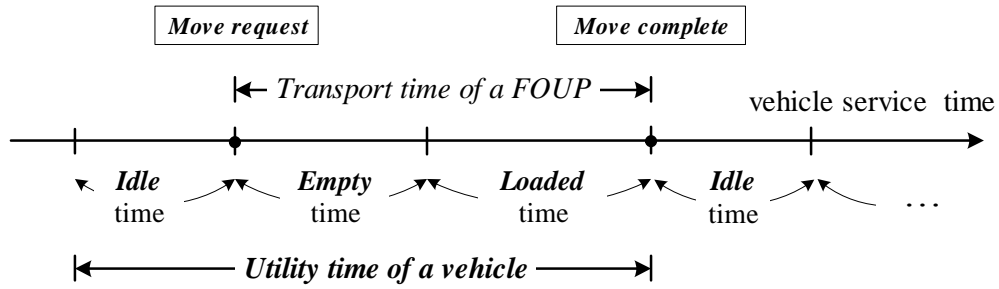 Move request
Move complete
Transport time of a FOUP
vehicle service time
Idle
time
Empty
time
Loaded
time
Idle
time
...
Utility time of a vehicle